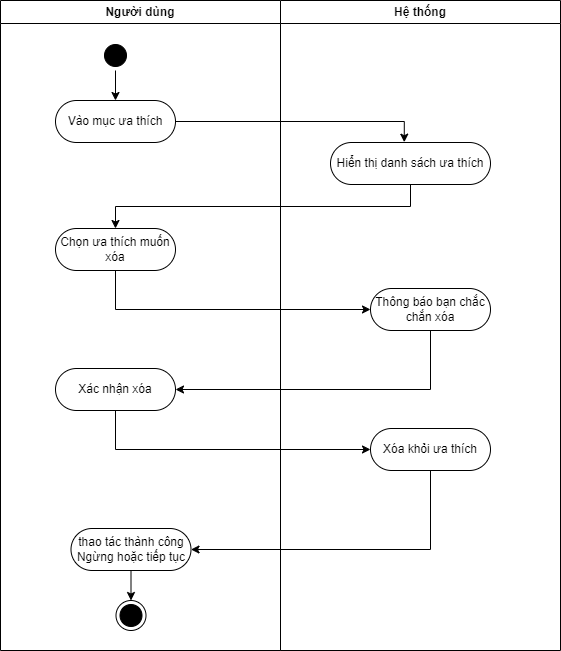 Người dùng
Hệ thống
Vào mục ưa thích
Hiển thị danh sách ưa thích
Chọn ưa thích muốn
xóa
Thông báo bạn chắc
chắn xóa
Xác nhận xóa
Xóa khỏi ưa thích
thao tác thành công
Ngừng hoặc tiếp tục